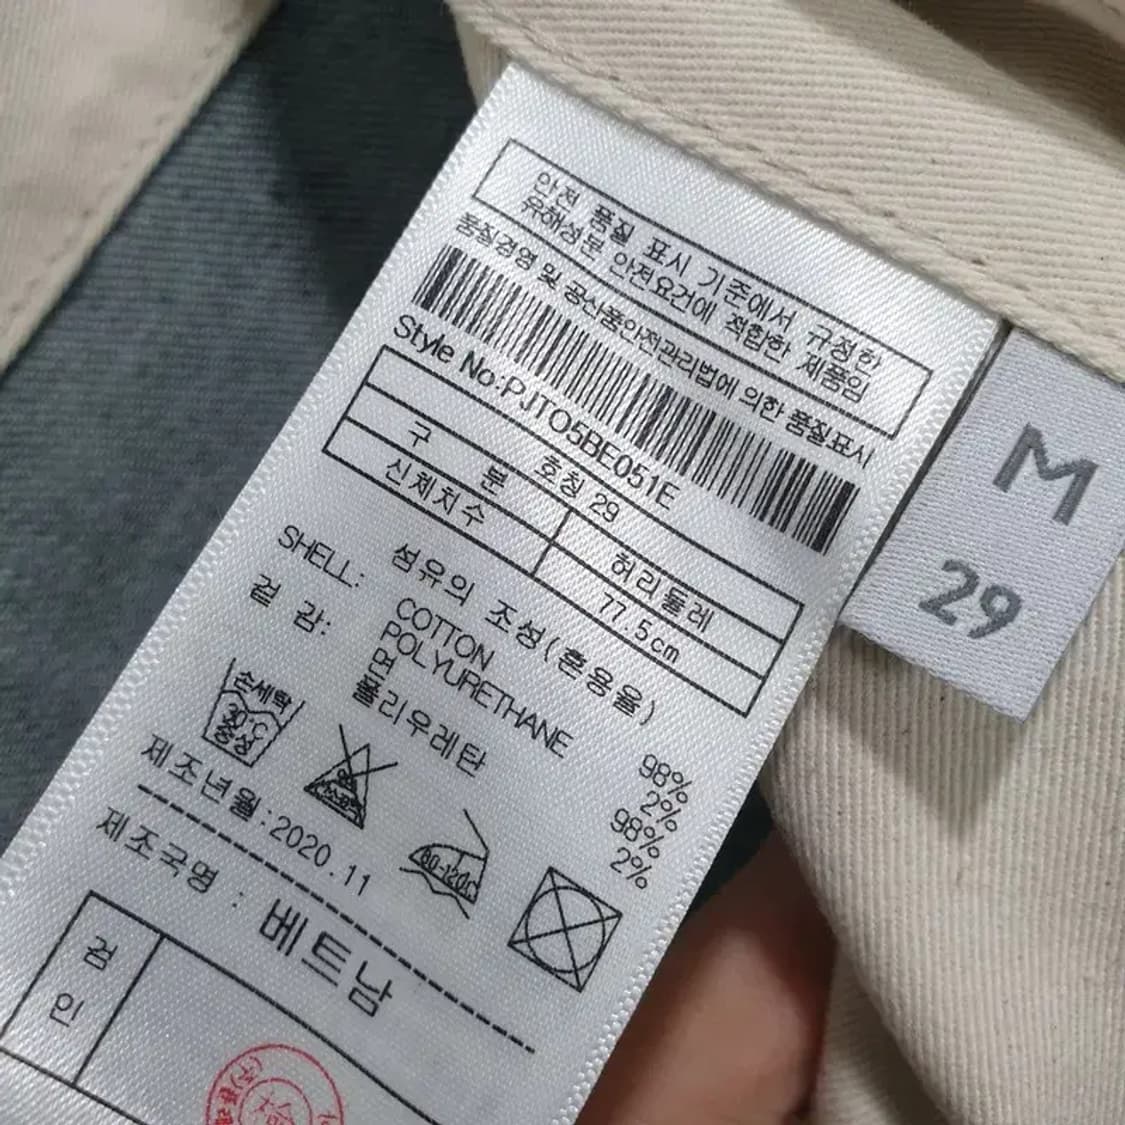 안전 품질 표시 기준에서 규정한
유해성분 안전요건에 적합한 제품임
품질경영 및 공산품안전관리법에 의한 품질표시
Style No:PJTO5BE051E
호칭 29
구 분 허리둘레
신체치수 77.5cm
섬유의 조성(혼용율)
SHELL: COTTON 98%
POLYURETHANE 2%
겉 감: 면 98%
폴리우레탄 2%
손세탁
30℃
중성
80-120℃
제조년월:2020.11
제조국명 : 베트남
검
인
M
29